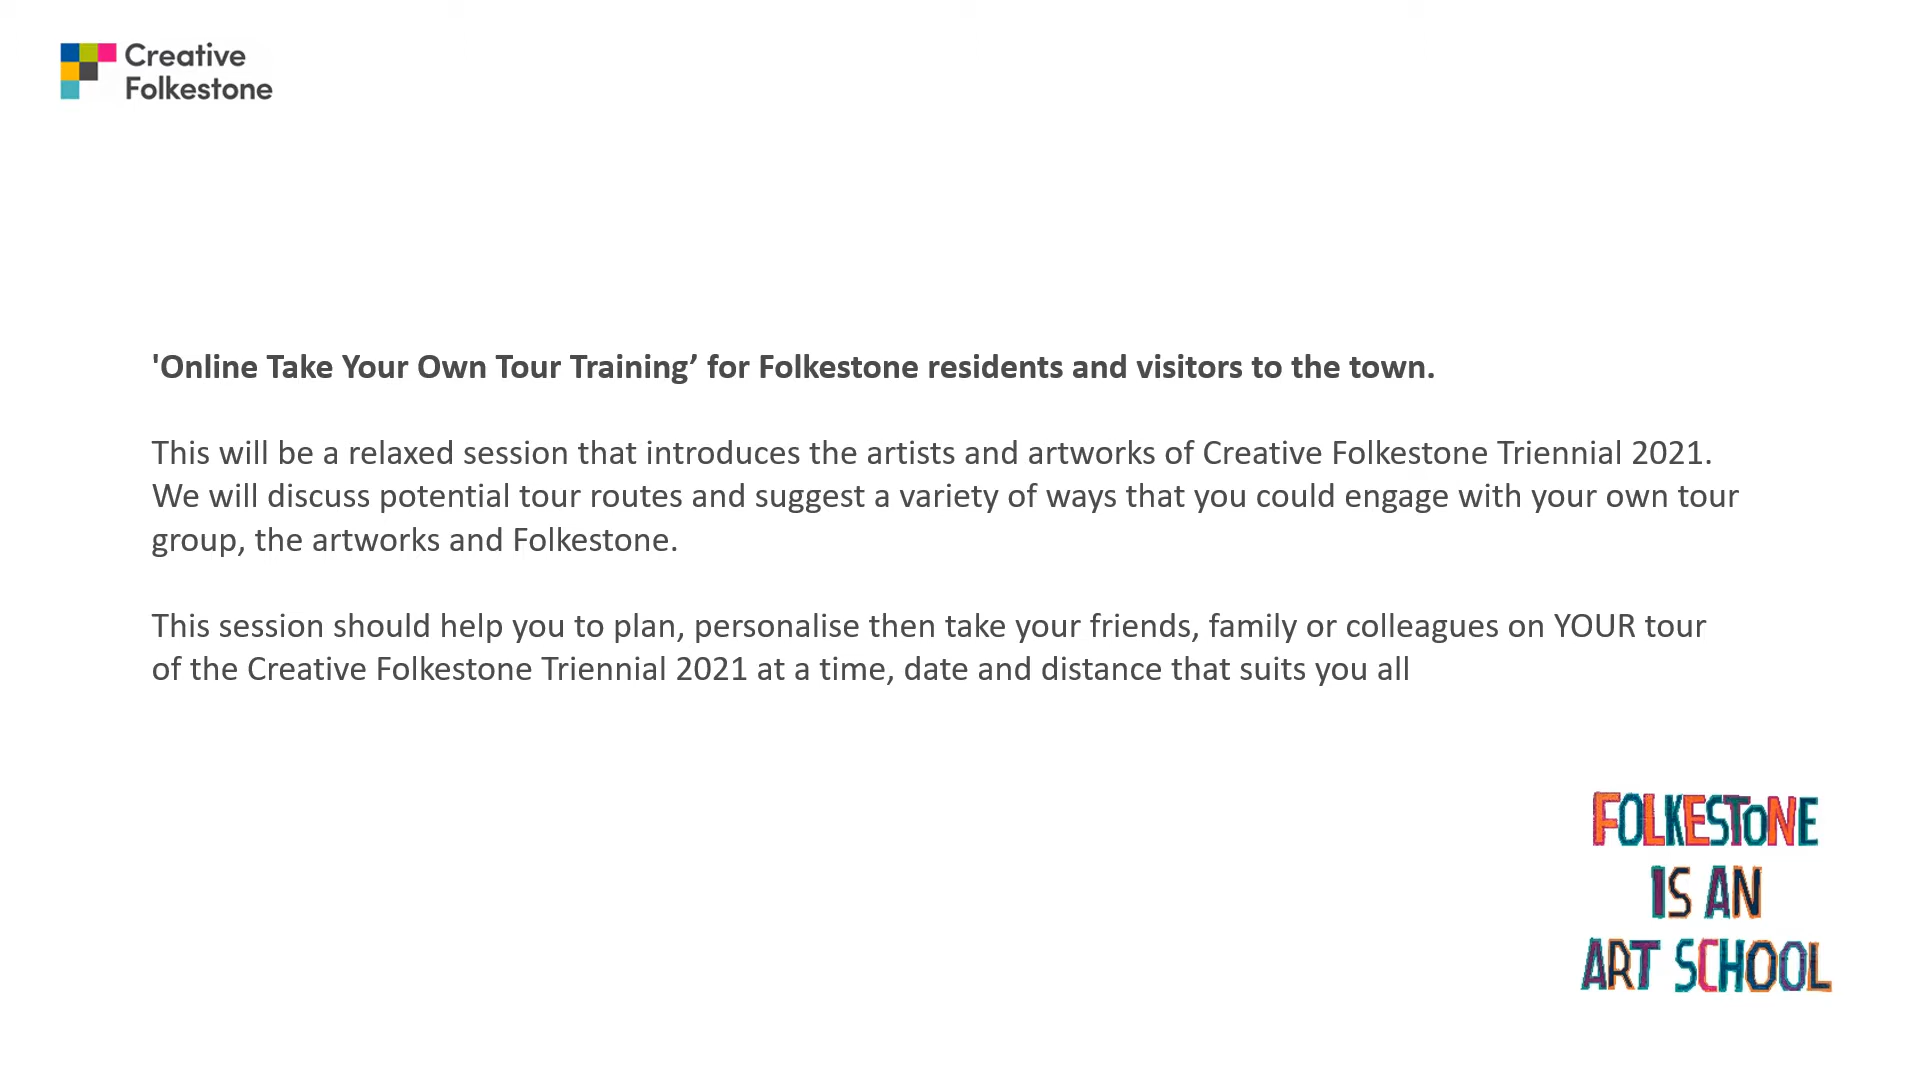 Creative
Folkestone
'Online Take Your Own Tour Training’ for Folkestone residents and visitors to the town.
This will be a relaxed session that introduces the artists and artworks of Creative Folkestone Triennial 2021.
We will discuss potential tour routes and suggest a variety of ways that you could engage with your own tour
group, the artworks and Folkestone.
This session should help you to plan, personalise then take your friends, family or colleagues on YOUR tour
of the Creative Folkestone Triennial 2021 at a time, date and distance that suits you all
FOLKESToNE
IS AN
ART SCHOOL